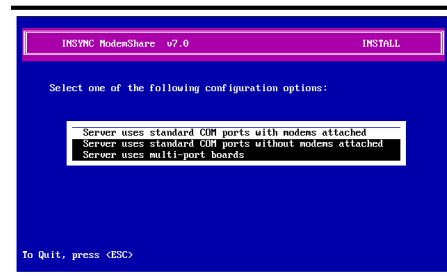 INSYNC ModemShare v7.0 INSTALL
Select one of the following configuration options:
Server uses standard COM ports with modems attached
Server uses standard COM ports without modems attached
Server uses multi-port boards
To Quit, press <ESC>